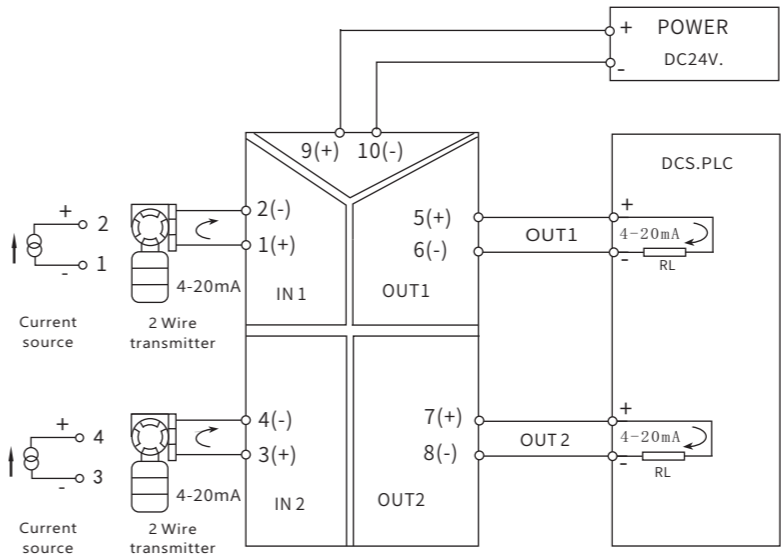 + POWER
- DC24V.
9(+) 10(-)
DCS.PLC
+ 2
- 1
4-20mA
Current
source
2 Wire
transmitter
2(-)
1(+)
IN 1
5(+)
6(-)
OUT1
OUT1
+
4-20mA
-
RL
+ 4
- 3
4-20mA
Current
source
2 Wire
transmitter
4(-)
3(+)
IN 2
7(+)
8(-)
OUT2
OUT 2
+
4-20mA
-
RL